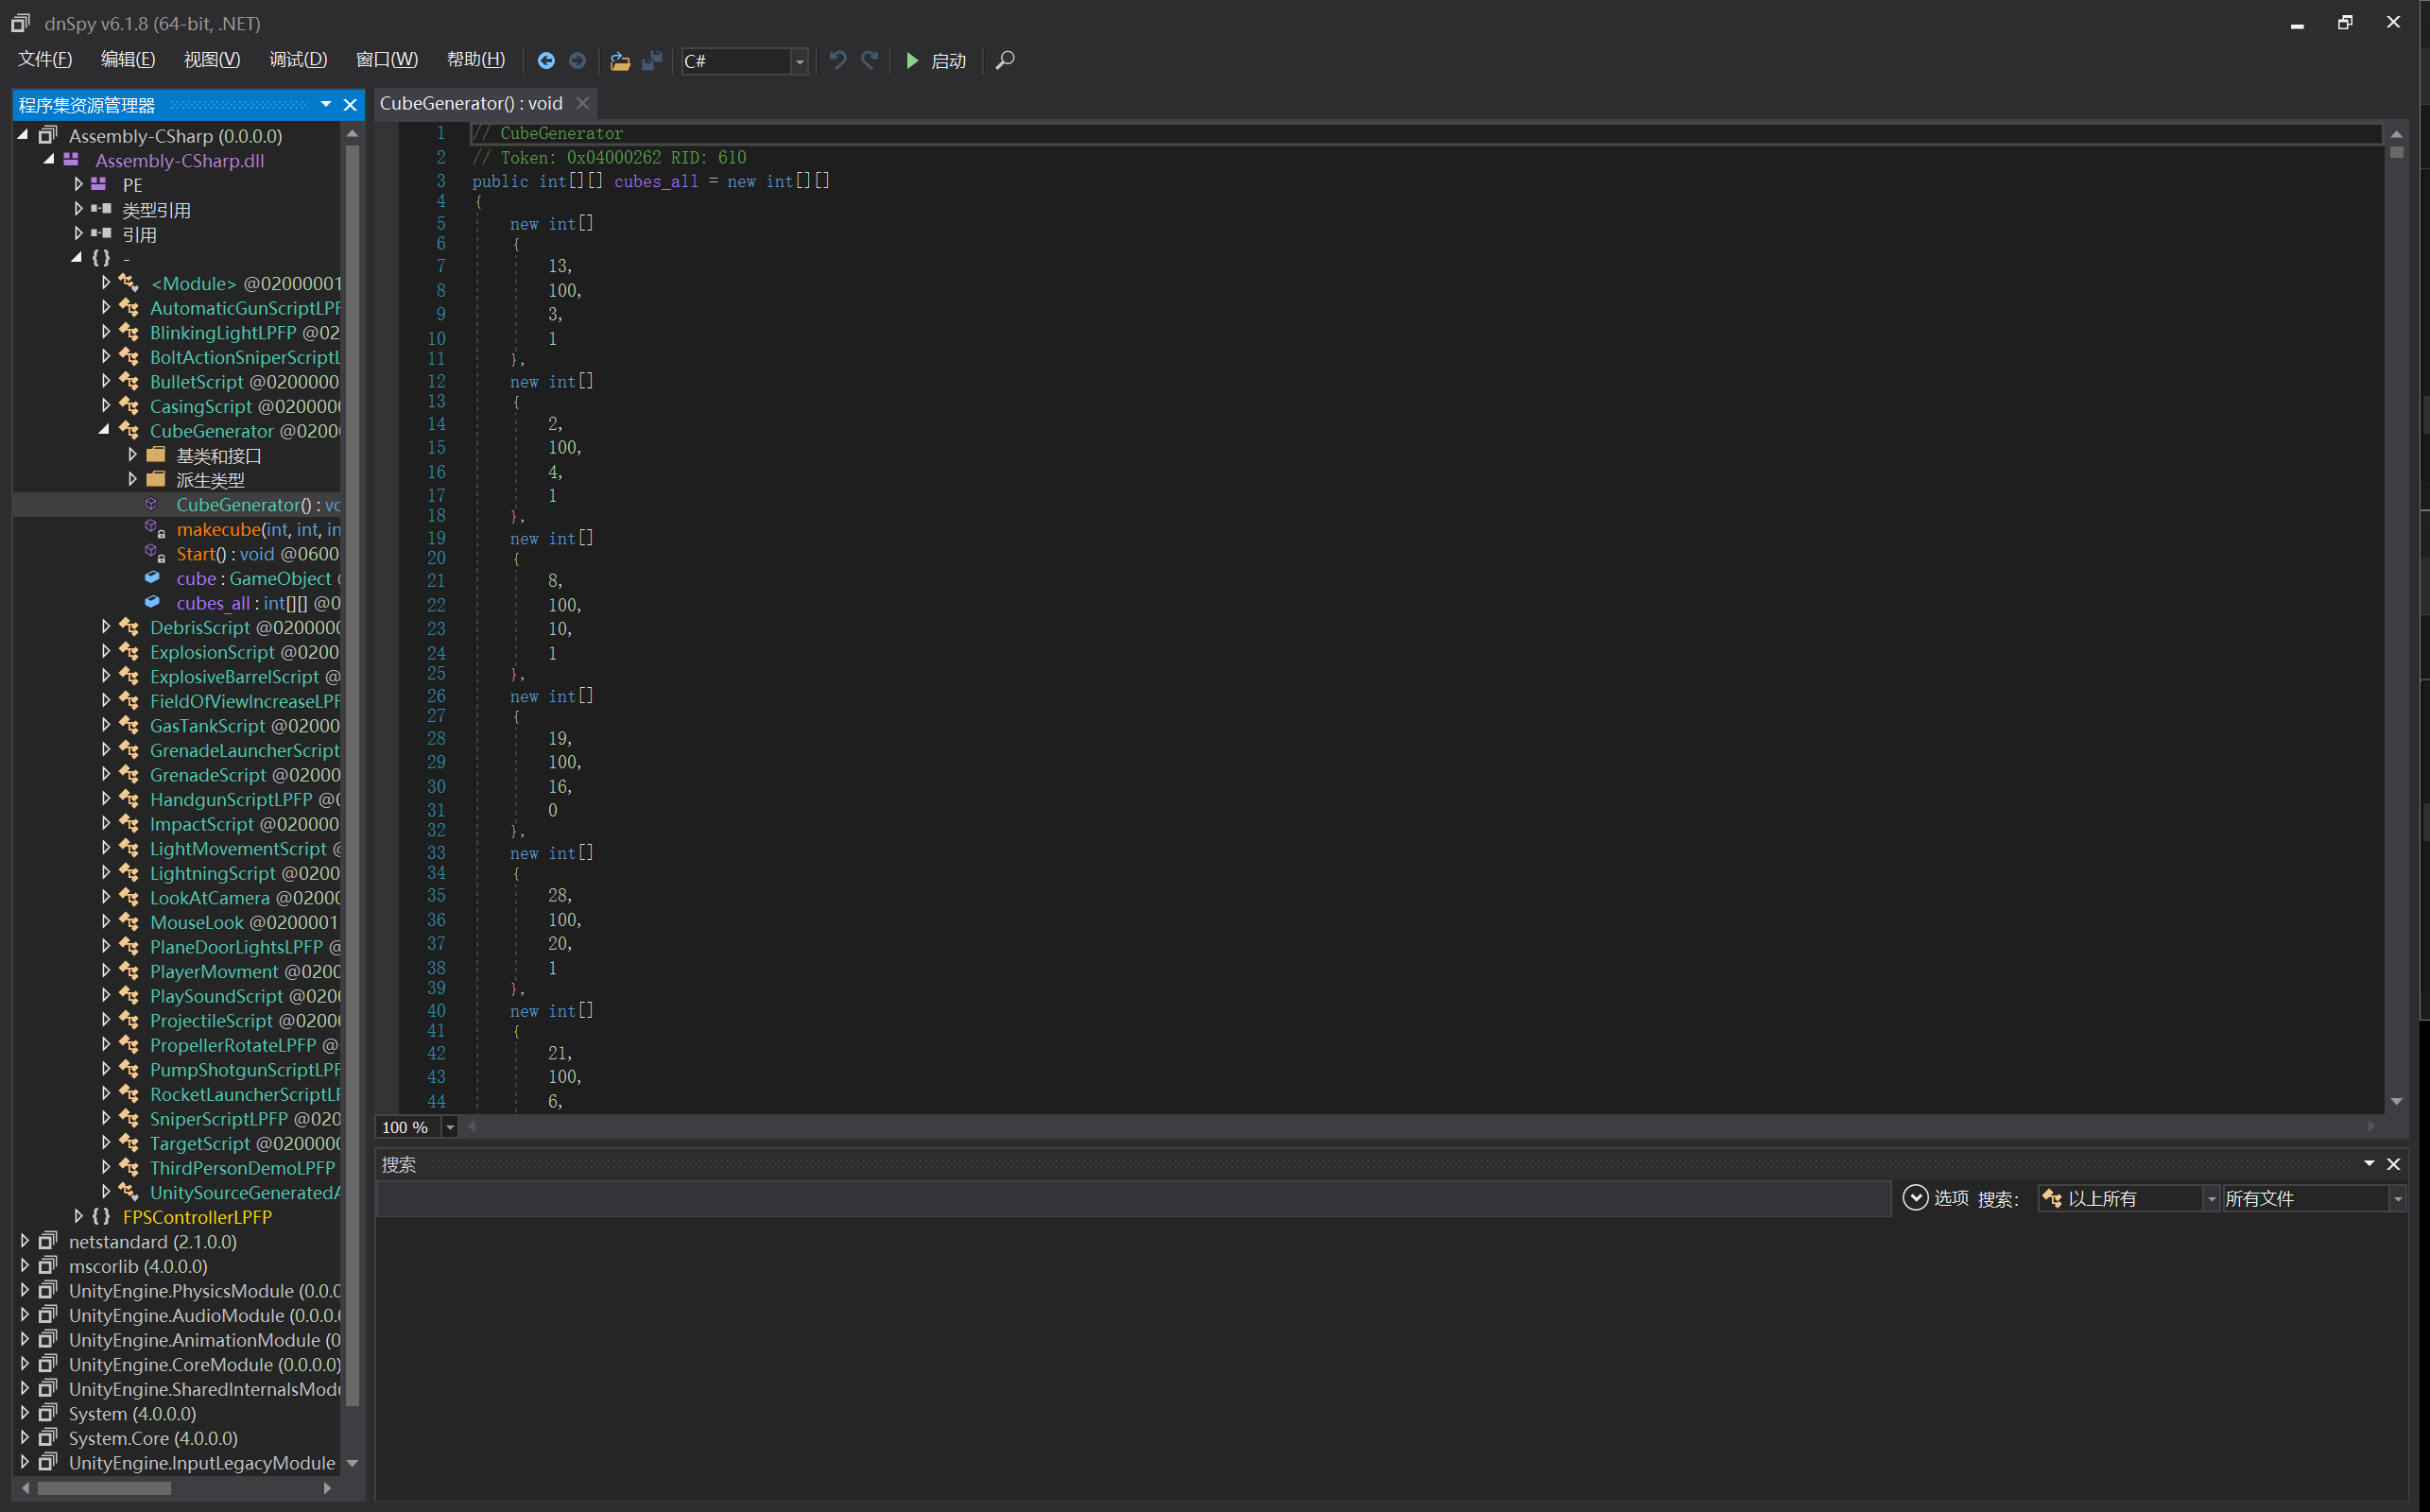 dnSpy v6.1.8 (64-bit, .NET)
文件(F) 编辑(E) 视图(V) 调试(D) 窗口(W) 帮助(H) C# 启动
程序集资源管理器
Assembly-CSharp (0.0.0.0)
Assembly-CSharp.dll
PE
类型引用
引用
{ } -
<Module> @02000001
AutomaticGunScriptLPF
BlinkingLightLPFP @02
BoltActionSniperScriptL
BulletScript @0200000
CasingScript @0200000
CubeGenerator @0200
基类和接口
派生类型
CubeGenerator() : vo
makecube(int, int, in
Start() : void @0600
cube : GameObject
cubes_all : int[][] @0
DebrisScript @0200000
ExplosionScript @0200
ExplosiveBarrelScript @
FieldOfViewIncreaseLPF
GasTankScript @02000
GrenadeLauncherScript
GrenadeScript @02000
HandgunScriptLPFP @0
ImpactScript @020000
LightMovementScript @
LightningScript @0200
LookAtCamera @02000
MouseLook @0200001
PlaneDoorLightsLPFP @
PlayerMovment @0200
PlaySoundScript @020
ProjectileScript @0200
PropellerRotateLPFP @
PumpShotgunScriptLPF
RocketLauncherScriptLF
SniperScriptLPFP @020
TargetScript @0200000
ThirdPersonDemoLPFP
UnitySourceGeneratedA
{ } FPSControllerLPFP
netstandard (2.1.0.0)
mscorlib (4.0.0.0)
UnityEngine.PhysicsModule (0.0.0
UnityEngine.AudioModule (0.0.0.
UnityEngine.AnimationModule (0
UnityEngine.CoreModule (0.0.0.0)
UnityEngine.SharedInternalsModu
System (4.0.0.0)
System.Core (4.0.0.0)
UnityEngine.InputLegacyModule
CubeGenerator() : void
1 // CubeGenerator
2 // Token: 0x04000262 RID: 610
3 public int[][] cubes_all = new int[][]
4 {
5 new int[]
6 {
7 13,
8 100,
9 3,
10 1
11 },
12 new int[]
13 {
14 2,
15 100,
16 4,
17 1
18 },
19 new int[]
20 {
21 8,
22 100,
23 10,
24 1
25 },
26 new int[]
27 {
28 19,
29 100,
30 16,
31 0
32 },
33 new int[]
34 {
35 28,
36 100,
37 20,
38 1
39 },
40 new int[]
41 {
42 21,
43 100,
44 6,
100 %
搜索
选项 搜索: 以上所有 所有文件